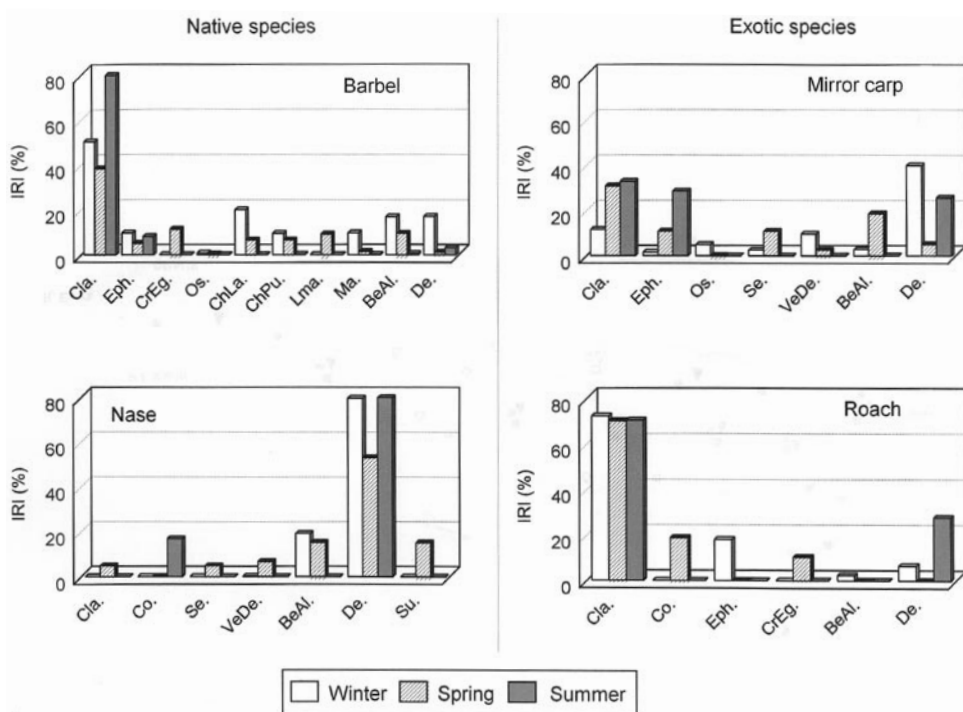 Native species
Exotic species
Barbel
80
60
40
20
0
IRI (%)
Cla. Eph. CrEg. Os. ChLa. ChPu. Lma. Ma. BeAl. De.
Mirror carp
80
60
40
20
0
IRI (%)
Cla. Eph. Os. Se. VeDe. BeAl. De.
Nase
80
60
40
20
0
IRI (%)
Cla. Co. Se. VeDe. BeAl. De. Su.
Roach
80
60
40
20
0
IRI (%)
Cla. Co. Eph. CrEg. BeAl. De.
Winter Spring Summer